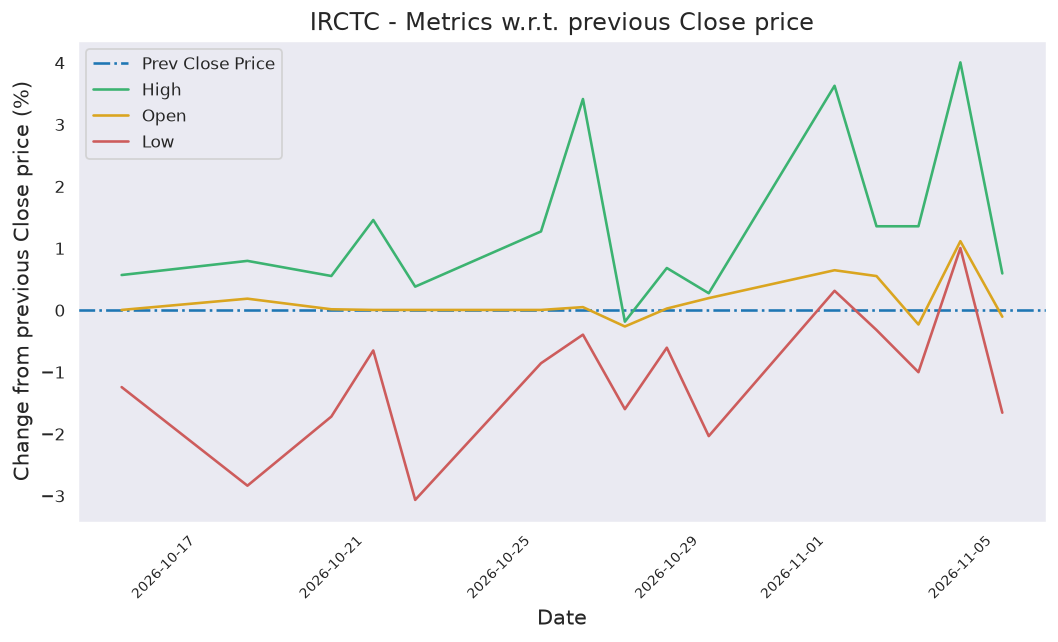 IRCTC - Metrics w.r.t. previous Close price
Change from previous Close price (%)
4
3
2
1
0
−1
−2
−3
Prev Close Price
High
Open
Low
2026-10-17
2026-10-21
2026-10-25
2026-10-29
2026-11-01
2026-11-05
Date